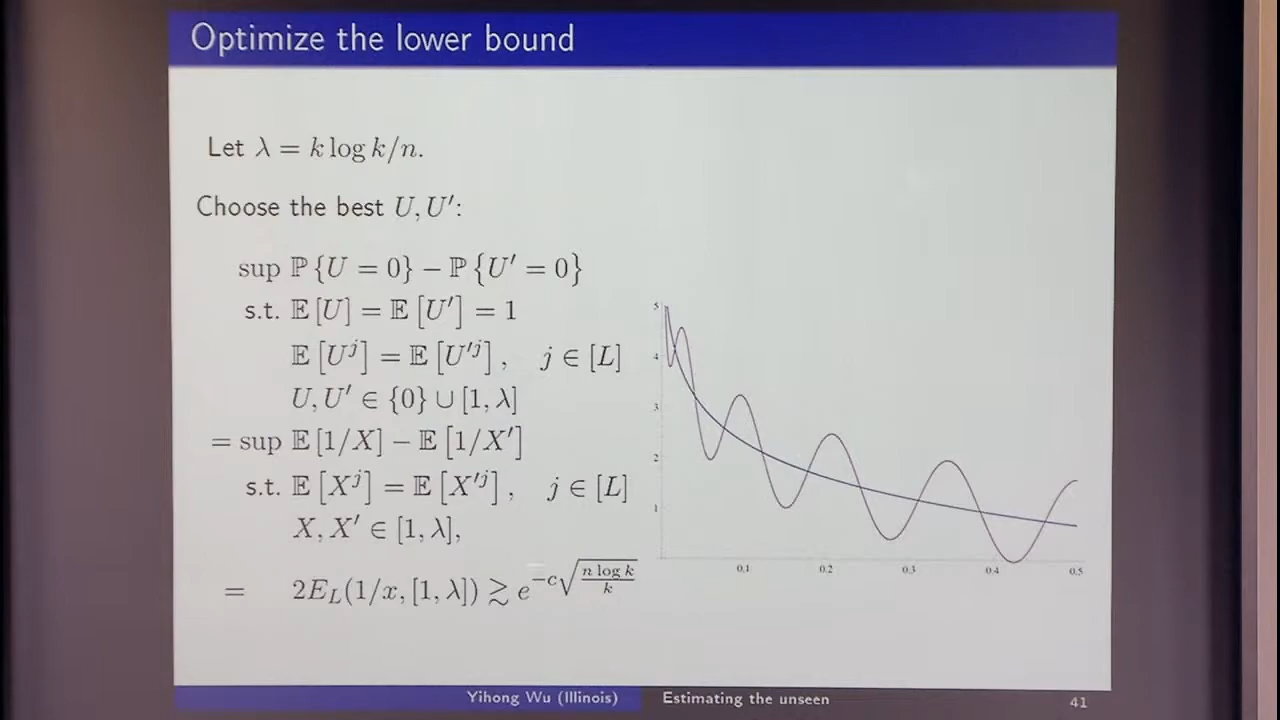 Optimize the lower bound
Let λ = k log k/n.
Choose the best U, U′:
sup ℙ{U = 0} − ℙ{U′ = 0}
s.t. 𝔼[U] = 𝔼[U′] = 1
𝔼[U^j] = 𝔼[U′^j], j ∈ [L]
U, U′ ∈ {0} ∪ [1, λ]
= sup 𝔼[1/X] − 𝔼[1/X′]
s.t. 𝔼[X^j] = 𝔼[X′^j], j ∈ [L]
X, X′ ∈ [1, λ],
= 2E_L(1/x, [1, λ]) ≳ e^{−c√(n log k / k)}
5
4
3
2
1
0.1 0.2 0.3 0.4 0.5
Yihong Wu (Illinois) Estimating the unseen 41